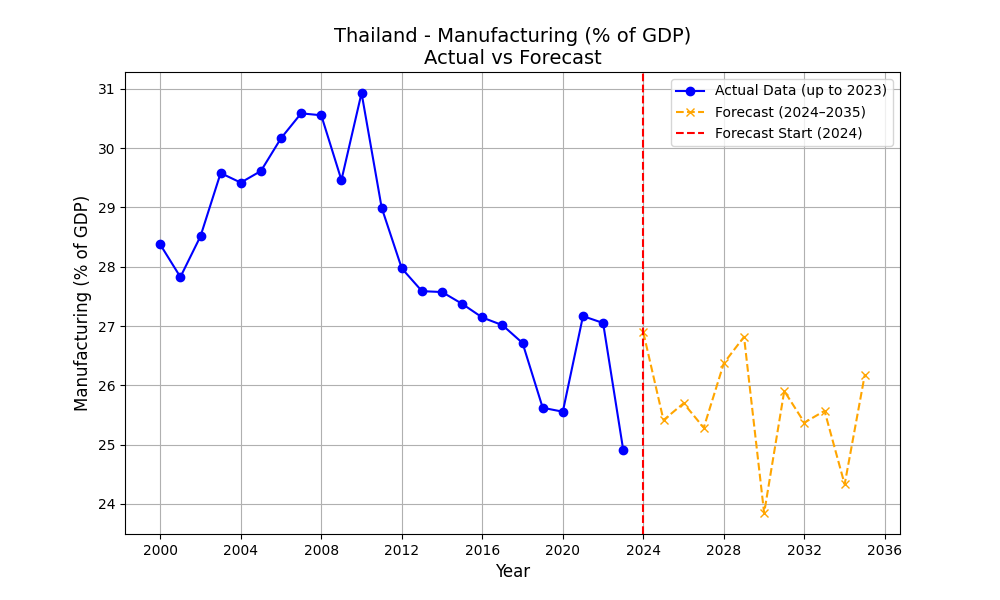 Thailand - Manufacturing (% of GDP)
Actual vs Forecast
Actual Data (up to 2023)
Forecast (2024–2035)
Forecast Start (2024)
Manufacturing (% of GDP)
31
30
29
28
27
26
25
24
2000 2004 2008 2012 2016 2020 2024 2028 2032 2036
Year